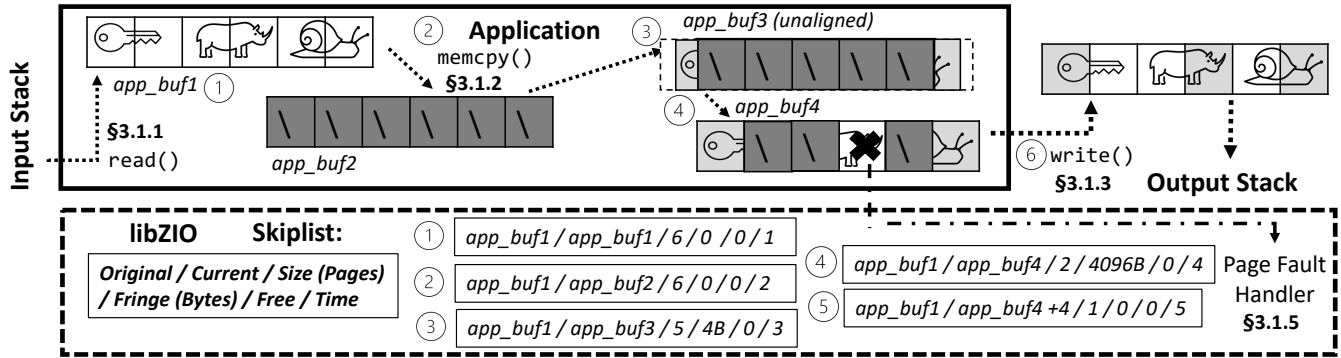 Input Stack
①
app_buf1
§3.1.1
read()
②
Application
memcpy()
§3.1.2
app_buf2
③
app_buf3 (unaligned)
④
app_buf4
⑥ write()
§3.1.3
Output Stack
libZIO Skiplist:
Original / Current / Size (Pages)
/ Fringe (Bytes) / Free / Time
① app_buf1 / app_buf1 / 6 / 0 / 0 / 1
② app_buf1 / app_buf2 / 6 / 0 / 0 / 2
③ app_buf1 / app_buf3 / 5 / 4B / 0 / 3
④ app_buf1 / app_buf4 / 2 / 4096B / 0 / 4
⑤ app_buf1 / app_buf4 +4 / 1 / 0 / 0 / 5
Page Fault
Handler
§3.1.5